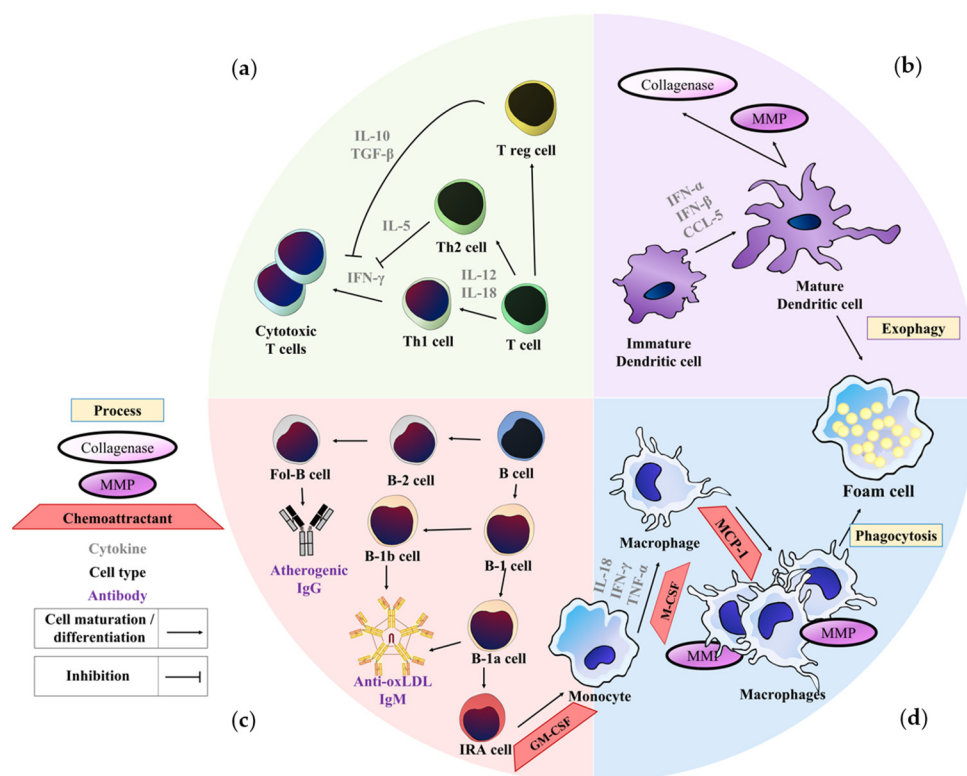 (a)
IL-10
TGF-β
T reg cell
IL-5
Th2 cell
IFN-γ
IL-12
IL-18
Cytotoxic
T cells
Th1 cell
T cell
(b)
Collagenase
MMP
IFN-α
IFN-β
CCL-5
Immature
Dendritic cell
Mature
Dendritic cell
Exophagy
Process
Collagenase
MMP
Chemoattractant
Cytokine
Cell type
Antibody
Cell maturation /
differentiation
Inhibition
Fol-B cell
B-2 cell
B cell
Atherogenic
IgG
B-1b cell
B-1 cell
Anti-oxLDL
IgM
B-1a cell
IRA cell
(c)
GM-CSF
Monocyte
IL-18
IFN-γ
TNF-α
M-CSF
Macrophage
MCP-1
MMP
MMP
Macrophages
Foam cell
Phagocytosis
(d)